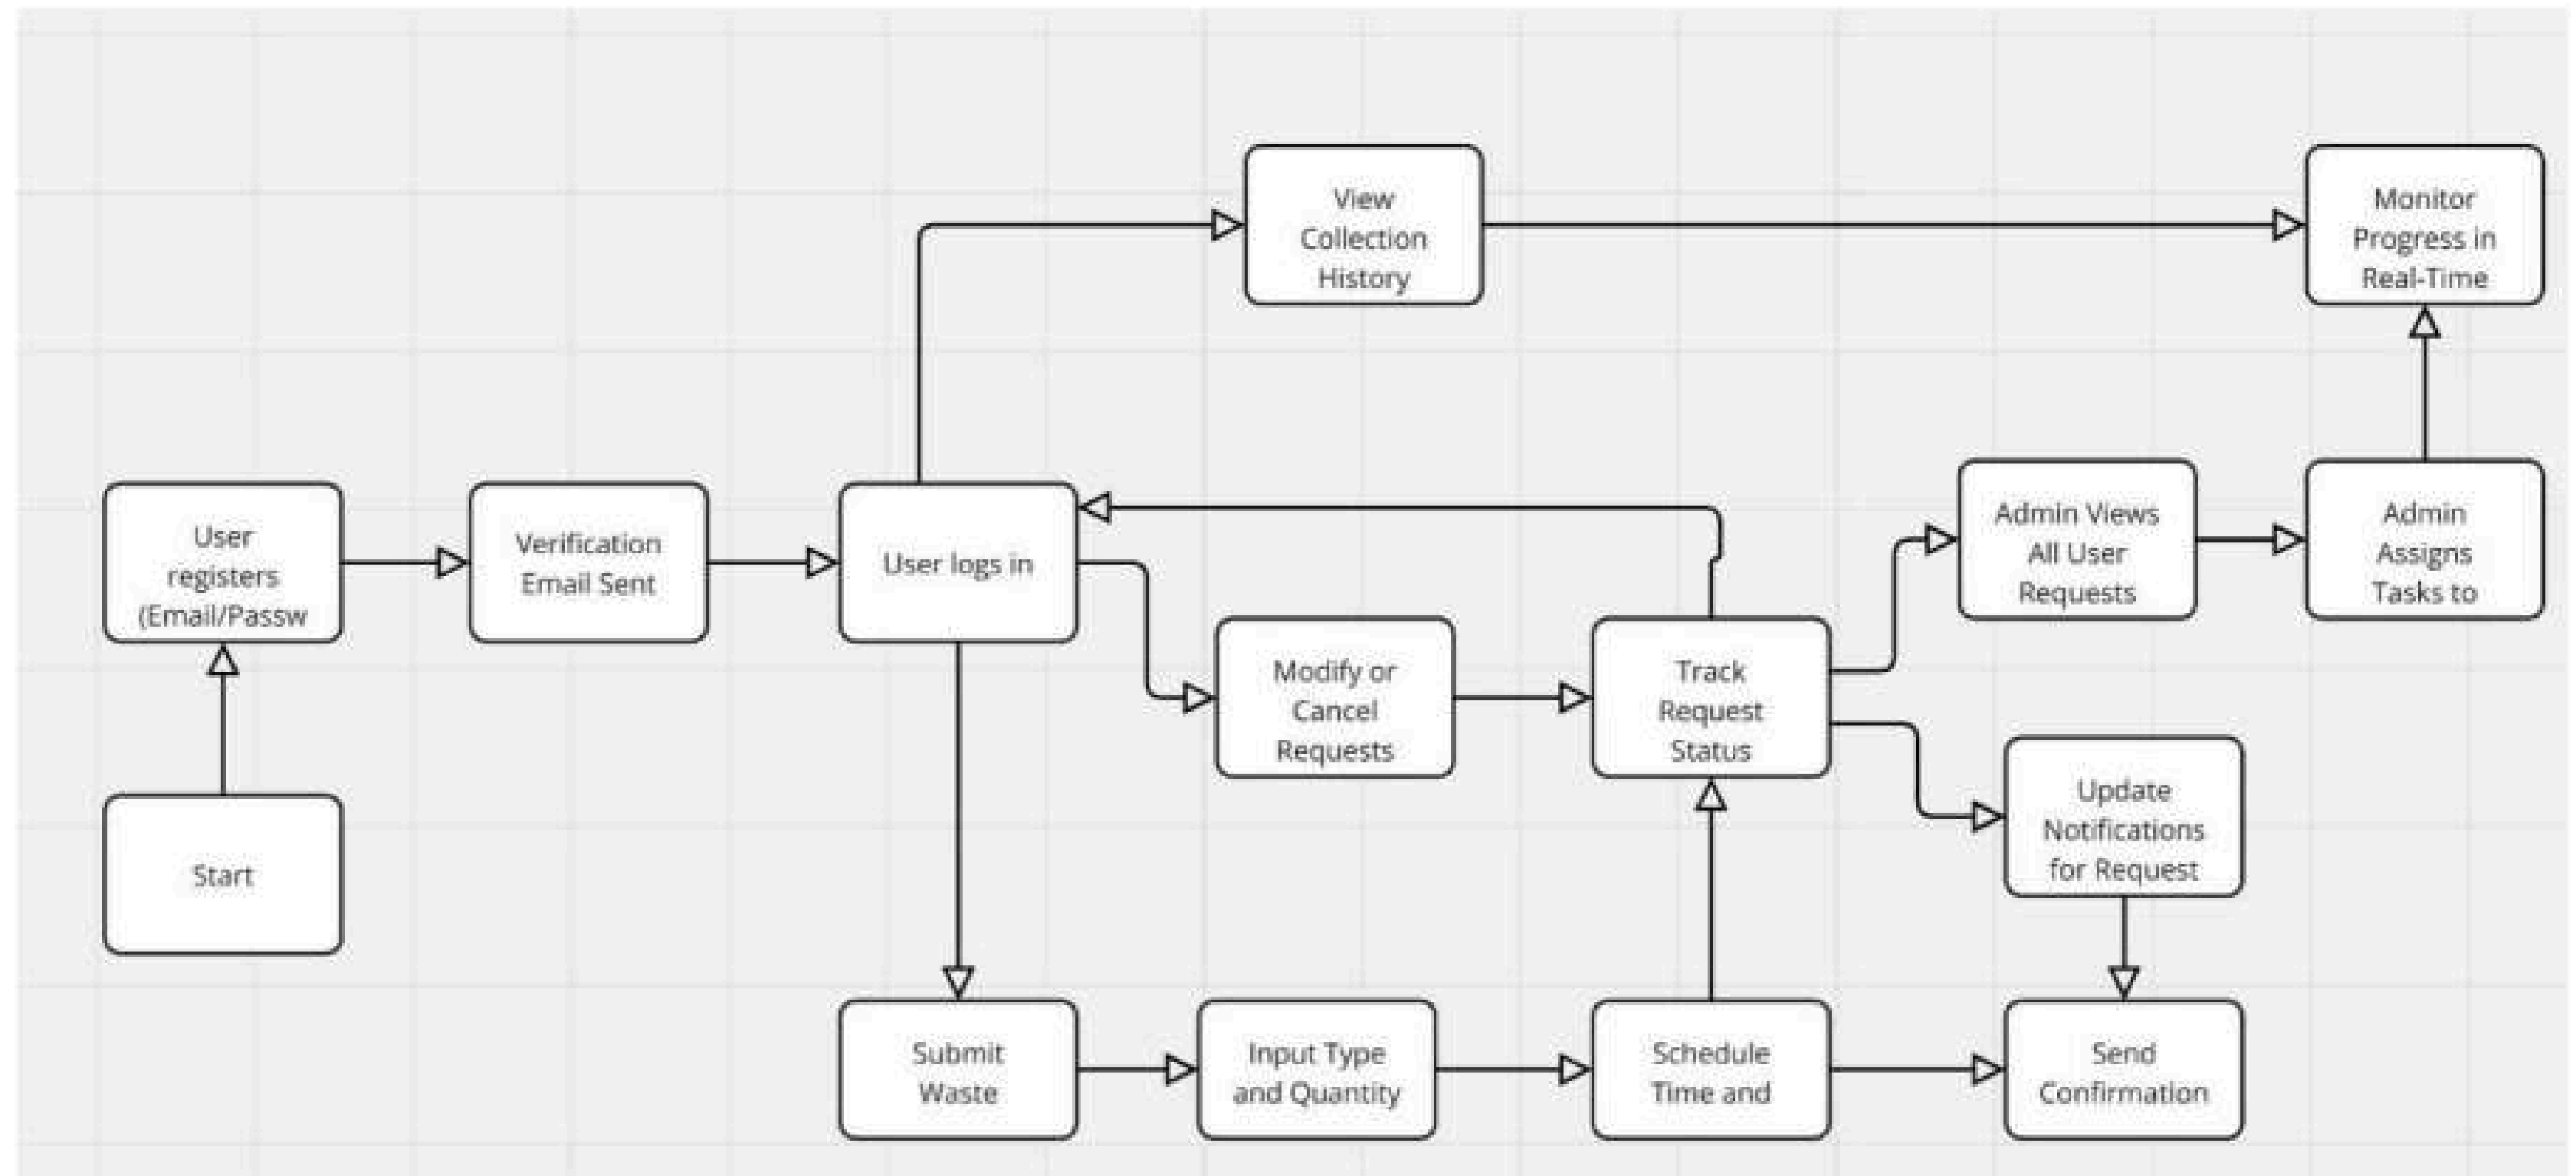 View
Collection
History
Monitor
Progress in
Real-Time
User
registers
(Email/Passw
Verification
Email Sent
User logs in
Admin Views
All User
Requests
Admin
Assigns
Tasks to
Modify or
Cancel
Requests
Track
Request
Status
Update
Notifications
for Request
Start
Submit
Waste
Input Type
and Quantity
Schedule
Time and
Send
Confirmation